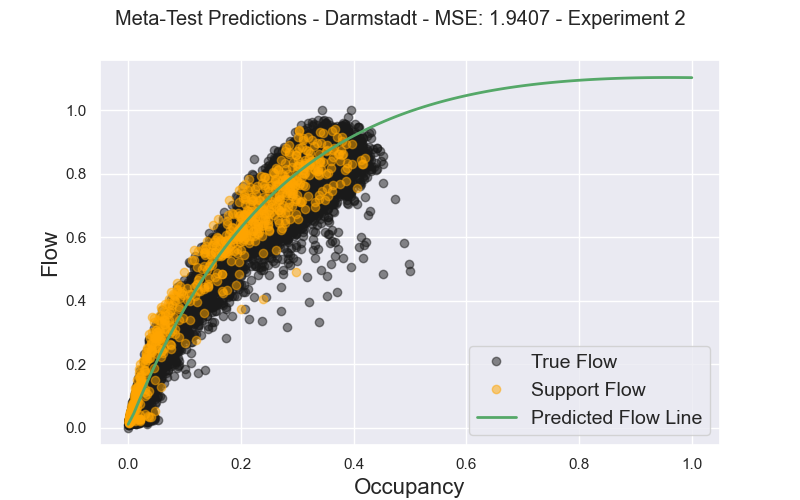 Meta-Test Predictions - Darmstadt - MSE: 1.9407 - Experiment 2
Flow
1.0
0.8
0.6
0.4
0.2
0.0
True Flow
Support Flow
Predicted Flow Line
0.0 0.2 0.4 0.6 0.8 1.0
Occupancy